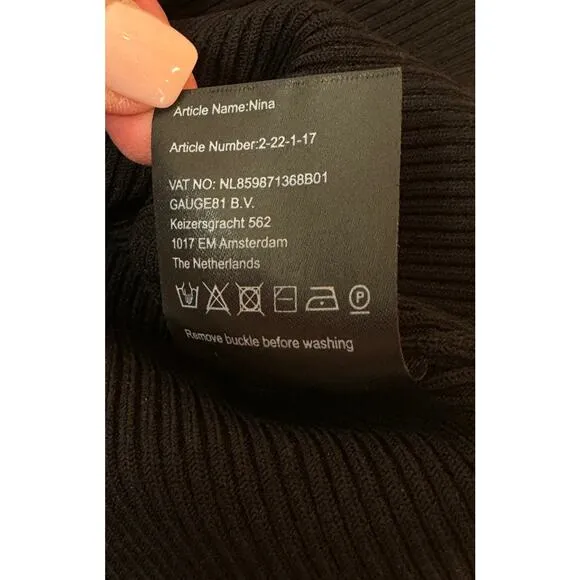 Article Name:Nina
Article Number:2-22-1-17
VAT NO: NL859871368B01
GAUGE81 B.V.
Keizersgracht 562
1017 EM Amsterdam
The Netherlands
P
Remove buckle before washing